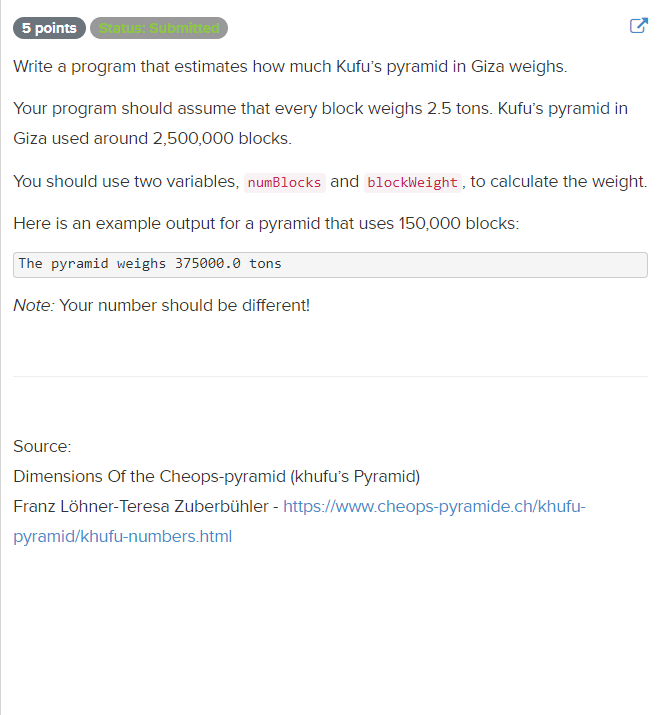 5 points Status: Submitted
Write a program that estimates how much Kufu's pyramid in Giza weighs.
Your program should assume that every block weighs 2.5 tons. Kufu's pyramid in
Giza used around 2,500,000 blocks.
You should use two variables, numBlocks and blockWeight, to calculate the weight.
Here is an example output for a pyramid that uses 150,000 blocks:
The pyramid weighs 375000.0 tons
Note: Your number should be different!
Source:
Dimensions Of the Cheops-pyramid (khufu's Pyramid)
Franz Löhner-Teresa Zuberbühler - https://www.cheops-pyramide.ch/khufu-
pyramid/khufu-numbers.html